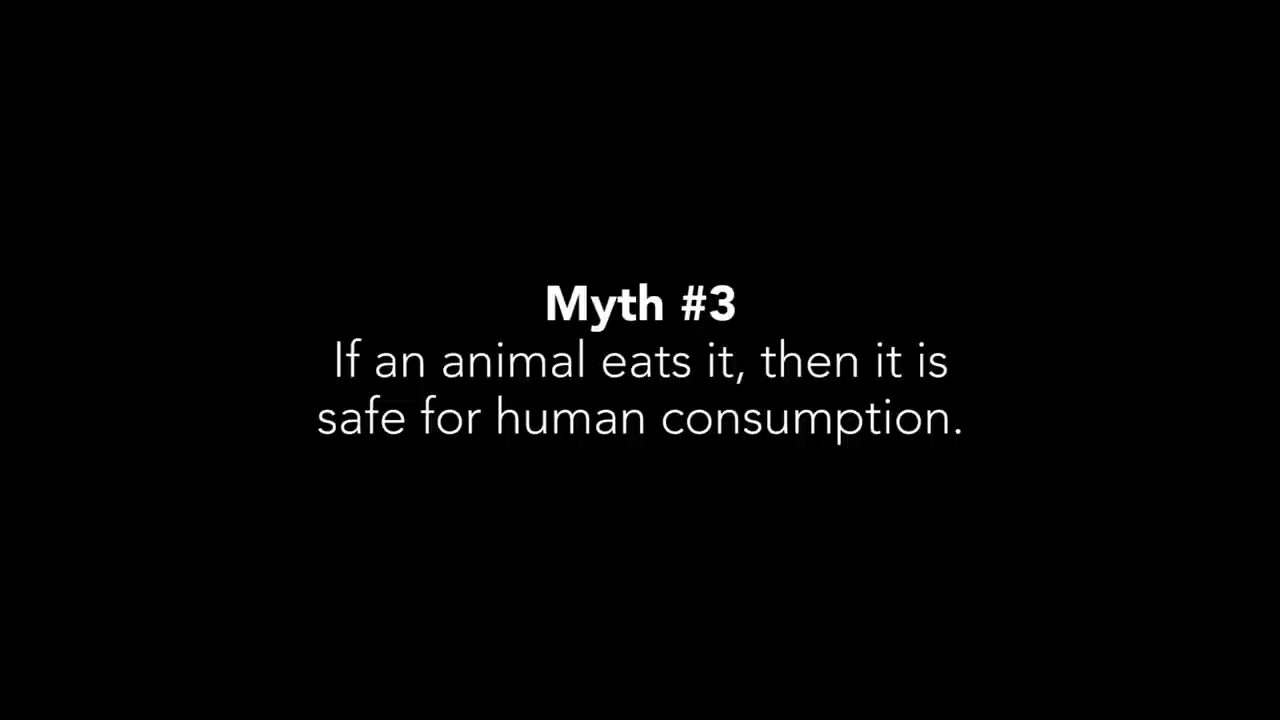 Myth #3
If an animal eats it, then it is
safe for human consumption.